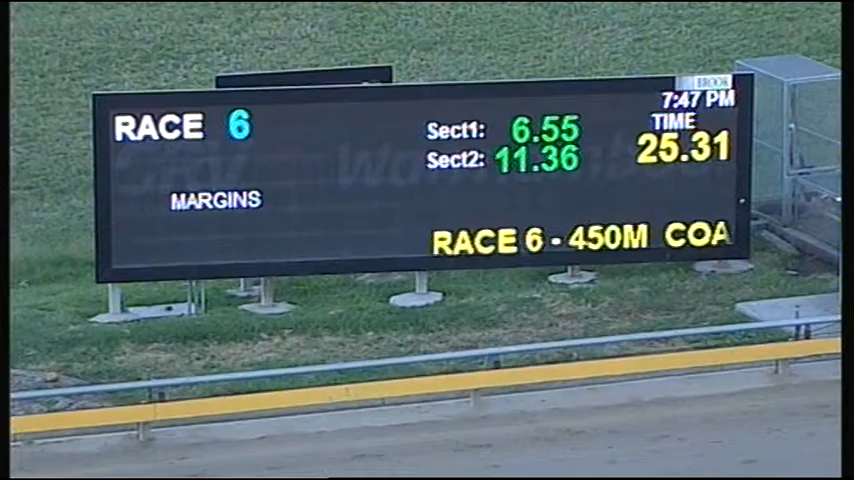 BROOK
7:47 PM
RACE 6
Sect1: 6.55
TIME
Sect2: 11.36
25.31
MARGINS
RACE 6 - 450M COA